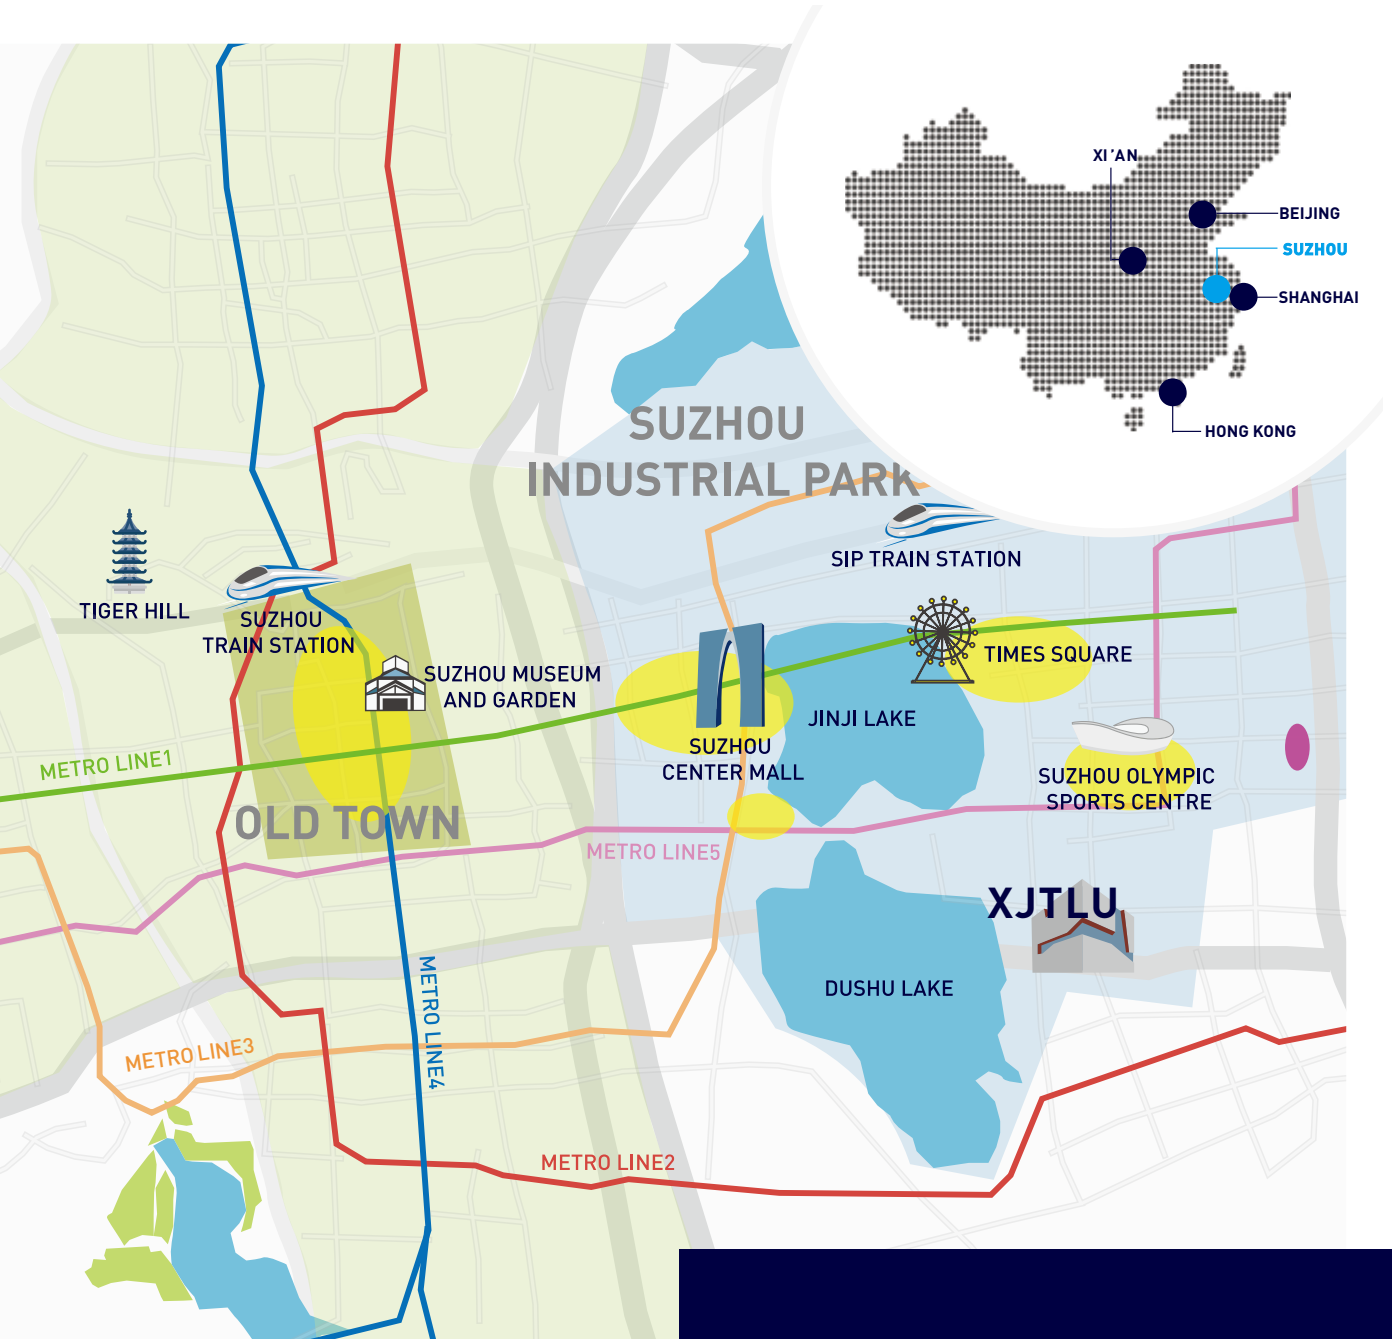 XI'AN
BEIJING
SUZHOU
SHANGHAI
HONG KONG
SUZHOU
INDUSTRIAL PARK
SIP TRAIN STATION
TIGER HILL
SUZHOU
TRAIN STATION
SUZHOU MUSEUM
AND GARDEN
TIMES SQUARE
JINJI LAKE
SUZHOU
CENTER MALL
METRO LINE1
SUZHOU OLYMPIC
SPORTS CENTRE
OLD TOWN
METRO LINE5
XJTLU
DUSHU LAKE
METRO LINE4
METRO LINE3
METRO LINE2